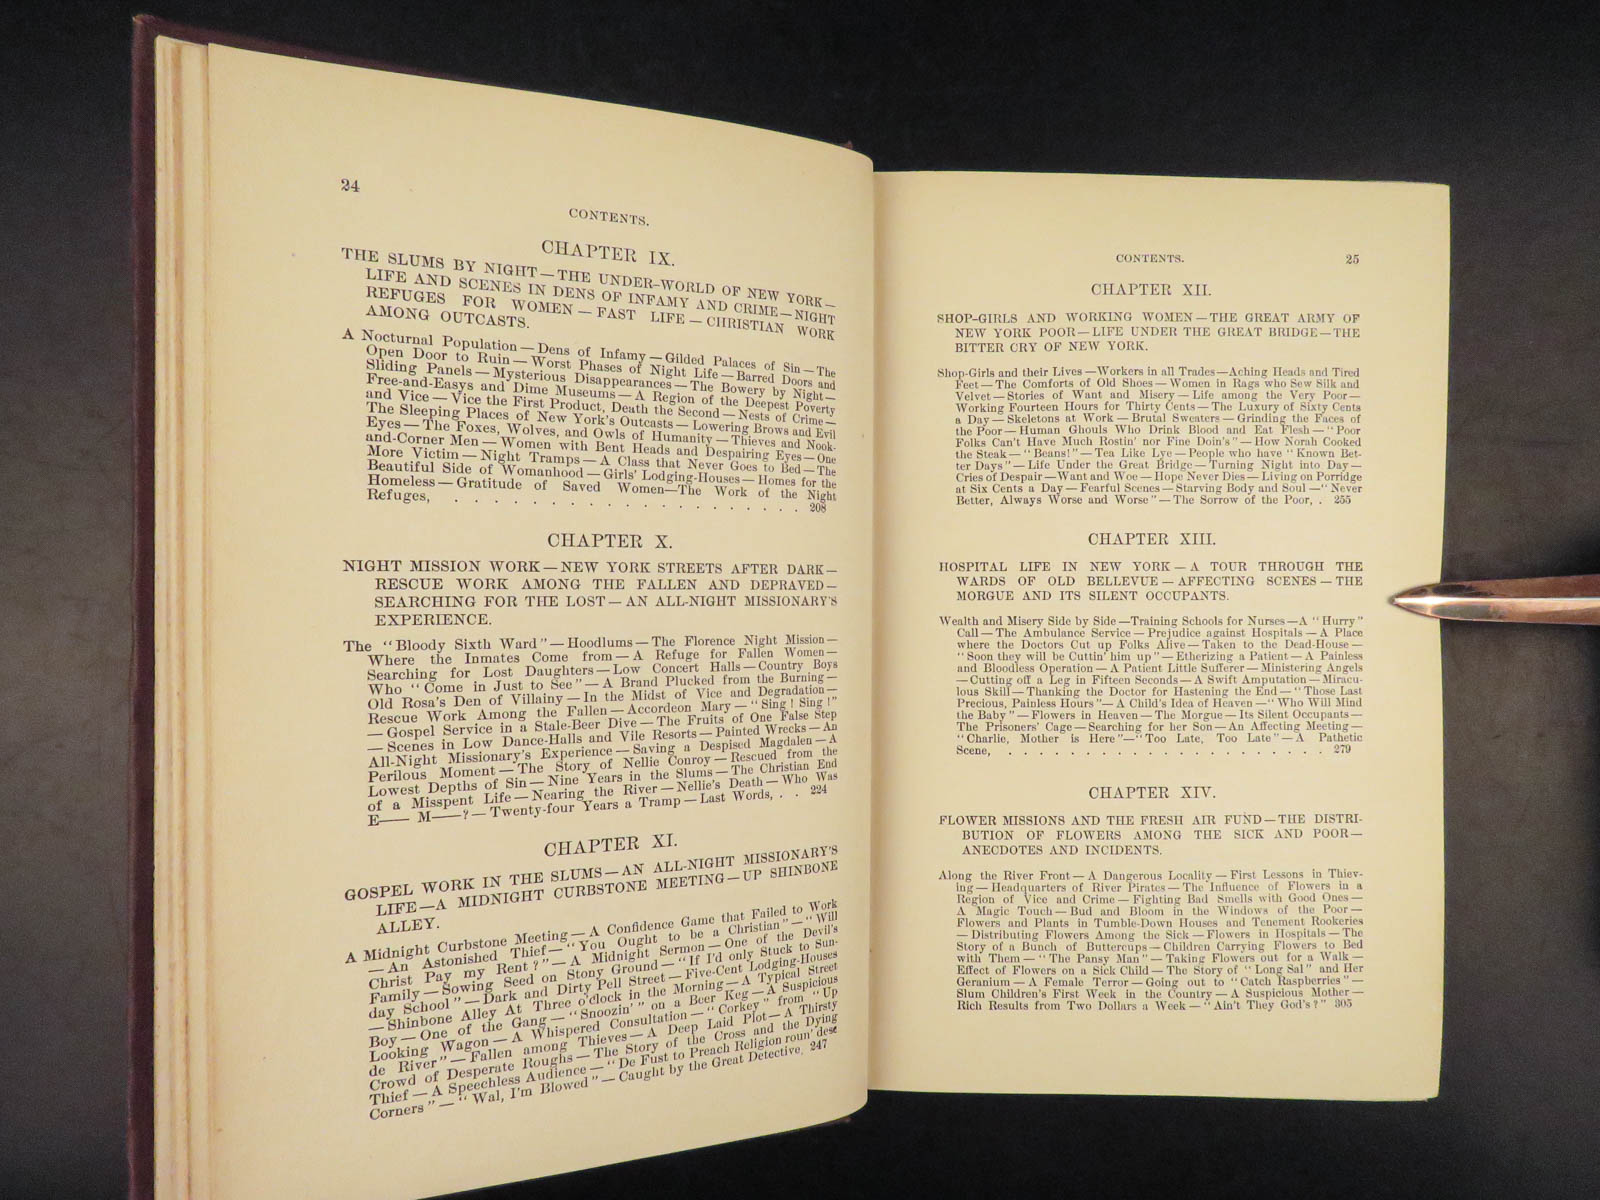 24
CONTENTS.
CHAPTER IX.
THE SLUMS BY NIGHT—THE UNDER-WORLD OF NEW YORK—
LIFE AND SCENES IN DENS OF INFAMY AND CRIME—NIGHT
REFUGES FOR WOMEN—FAST LIFE—CHRISTIAN WORK
AMONG OUTCASTS.
A Nocturnal Population—Dens of Infamy—Gilded Palaces of Sin—The
Open Door to Ruin—Worst Phases of Night Life—Barred Doors and
Sliding Panels—Mysterious Disappearances—The Bowery by Night—
Free-and-Easys and Dime Museums—A Region of the Deepest Poverty
and Vice—Vice the First Product, Death the Second—Nests of Crime—
The Sleeping Places of New York's Outcasts—Lowering Brows and Evil
Eyes—The Foxes, Wolves, and Owls of Humanity—Thieves and Nook-
and-Corner Men—Women with Bent Heads and Despairing Eyes—One
More Victim—Night Tramps—A Class that Never Goes to Bed—The
Beautiful Side of Womanhood—Girls' Lodging-Houses—Homes for the
Homeless—Gratitude of Saved Women—The Work of the Night
Refuges, . . . . . . . . . . . . . . . . . . . 208
CHAPTER X.
NIGHT MISSION WORK—NEW YORK STREETS AFTER DARK—
RESCUE WORK AMONG THE FALLEN AND DEPRAVED—
SEARCHING FOR THE LOST—AN ALL-NIGHT MISSIONARY'S
EXPERIENCE.
The "Bloody Sixth Ward"—Hoodlums—The Florence Night Mission—
Where the Inmates Come from—A Refuge for Fallen Women—
Searching for Lost Daughters—Low Concert Halls—Country Boys
Who "Come in Just to See"—A Brand Plucked from the Burning—
Old Rosa's Den of Villainy—In the Midst of Vice and Degradation—
Rescue Work Among the Fallen—Accordeon Mary—"Sing! Sing!"
—Gospel Service in a Stale-Beer Dive—The Fruits of One False Step
—Scenes in Low Dance-Halls and Vile Resorts—Painted Wrecks—An
All-Night Missionary's Experience—Saving a Despised Magdalen—A
Perilous Moment—The Story of Nellie Conroy—Rescued from the
Lowest Depths of Sin—Nine Years in the Slums—The Christian End
of a Misspent Life—Nearing the River—Nellie's Death—Who Was
E—— M——?—Twenty-four Years a Tramp—Last Words, . . 224
CHAPTER XI.
GOSPEL WORK IN THE SLUMS—AN ALL-NIGHT MISSIONARY'S
LIFE—A MIDNIGHT CURBSTONE MEETING—UP SHINBONE
ALLEY.
A Midnight Curbstone Meeting—A Confidence Game that Failed to Work
—An Astonished Thief—"You Ought to be a Christian"—"Will
Christ Pay my Rent?"—A Midnight Sermon—One of the Devil's
Family—Sowing Seed on Stony Ground—"If I'd only Stuck to Sun-
day School"—Dark and Dirty Pell Street—Five-Cent Lodging-Houses
—Shinbone Alley At Three o'clock in the Morning—A Typical Street
Boy—One of the Gang—"Snoozin'" on a Beer Keg—A Suspicious
Looking Wagon—A Whispered Consultation—"Corkey" from "Up
de River"—Fallen among Thieves—A Deep Laid Plot—A Thirsty
Crowd of Desperate Roughs—The Story of the Cross and the Dying
Thief—A Speechless Audience—"De Fust to Preach Religion roun' dese
Corners"—"Wal, I'm Blowed"—Caught by the Great Detective, 247
CONTENTS. 25
CHAPTER XII.
SHOP-GIRLS AND WORKING WOMEN—THE GREAT ARMY OF
NEW YORK POOR—LIFE UNDER THE GREAT BRIDGE—THE
BITTER CRY OF NEW YORK.
Shop-Girls and their Lives—Workers in all Trades—Aching Heads and Tired
Feet—The Comforts of Old Shoes—Women in Rags who Sew Silk and
Velvet—Stories of Want and Misery—Life among the Very Poor—
Working Fourteen Hours for Thirty Cents—The Luxury of Sixty Cents
a Day—Skeletons at Work—Brutal Sweaters—Grinding the Faces of
the Poor—Human Ghouls Who Drink Blood and Eat Flesh—"Poor
Folks Can't Have Much Rostin' nor Fine Doin's"—How Norah Cooked
the Steak—"Beans!"—Tea Like Lye—People who have "Known Bet-
ter Days"—Life Under the Great Bridge—Turning Night into Day—
Cries of Despair—Want and Woe—Hope Never Dies—Living on Porridge
at Six Cents a Day—Fearful Scenes—Starving Body and Soul—"Never
Better, Always Worse and Worse"—The Sorrow of the Poor, . 255
CHAPTER XIII.
HOSPITAL LIFE IN NEW YORK—A TOUR THROUGH THE
WARDS OF OLD BELLEVUE—AFFECTING SCENES—THE
MORGUE AND ITS SILENT OCCUPANTS.
Wealth and Misery Side by Side—Training Schools for Nurses—A "Hurry"
Call—The Ambulance Service—Prejudice against Hospitals—A Place
where the Doctors Cut up Folks Alive—Taken to the Dead-House—
"Soon they will be Cuttin' him up"—Etherizing a Patient—A Painless
and Bloodless Operation—A Patient Little Sufferer—Ministering Angels
—Cutting off a Leg in Fifteen Seconds—A Swift Amputation—Miracu-
lous Skill—Thanking the Doctor for Hastening the End—"Those Last
Precious, Painless Hours"—A Child's Idea of Heaven—"Who Will Mind
the Baby"—Flowers in Heaven—The Morgue—Its Silent Occupants—
The Prisoners' Cage—Searching for her Son—An Affecting Meeting—
"Charlie, Mother is Here"—"Too Late, Too Late"—A Pathetic
Scene, . . . . . . . . . . . . . . . . . . . . 279
CHAPTER XIV.
FLOWER MISSIONS AND THE FRESH AIR FUND—THE DISTRI-
BUTION OF FLOWERS AMONG THE SICK AND POOR—
ANECDOTES AND INCIDENTS.
Along the River Front—A Dangerous Locality—First Lessons in Thiev-
ing—Headquarters of River Pirates—The Influence of Flowers in a
Region of Vice and Crime—Fighting Bad Smells with Good Ones—
A Magic Touch—Bud and Bloom in the Windows of the Poor—
Flowers and Plants in Tumble-Down Houses and Tenement Rookeries
—Distributing Flowers Among the Sick—Flowers in Hospitals—The
Story of a Bunch of Buttercups—Children Carrying Flowers to Bed
with Them—"The Pansy Man"—Taking Flowers out for a Walk—
Effect of Flowers on a Sick Child—The Story of "Long Sal" and Her
Geranium—A Female Terror—Going out to "Catch Raspberries"—
Slum Children's First Week in the Country—A Suspicious Mother—
Rich Results from Two Dollars a Week—"Ain't They God's?" 305